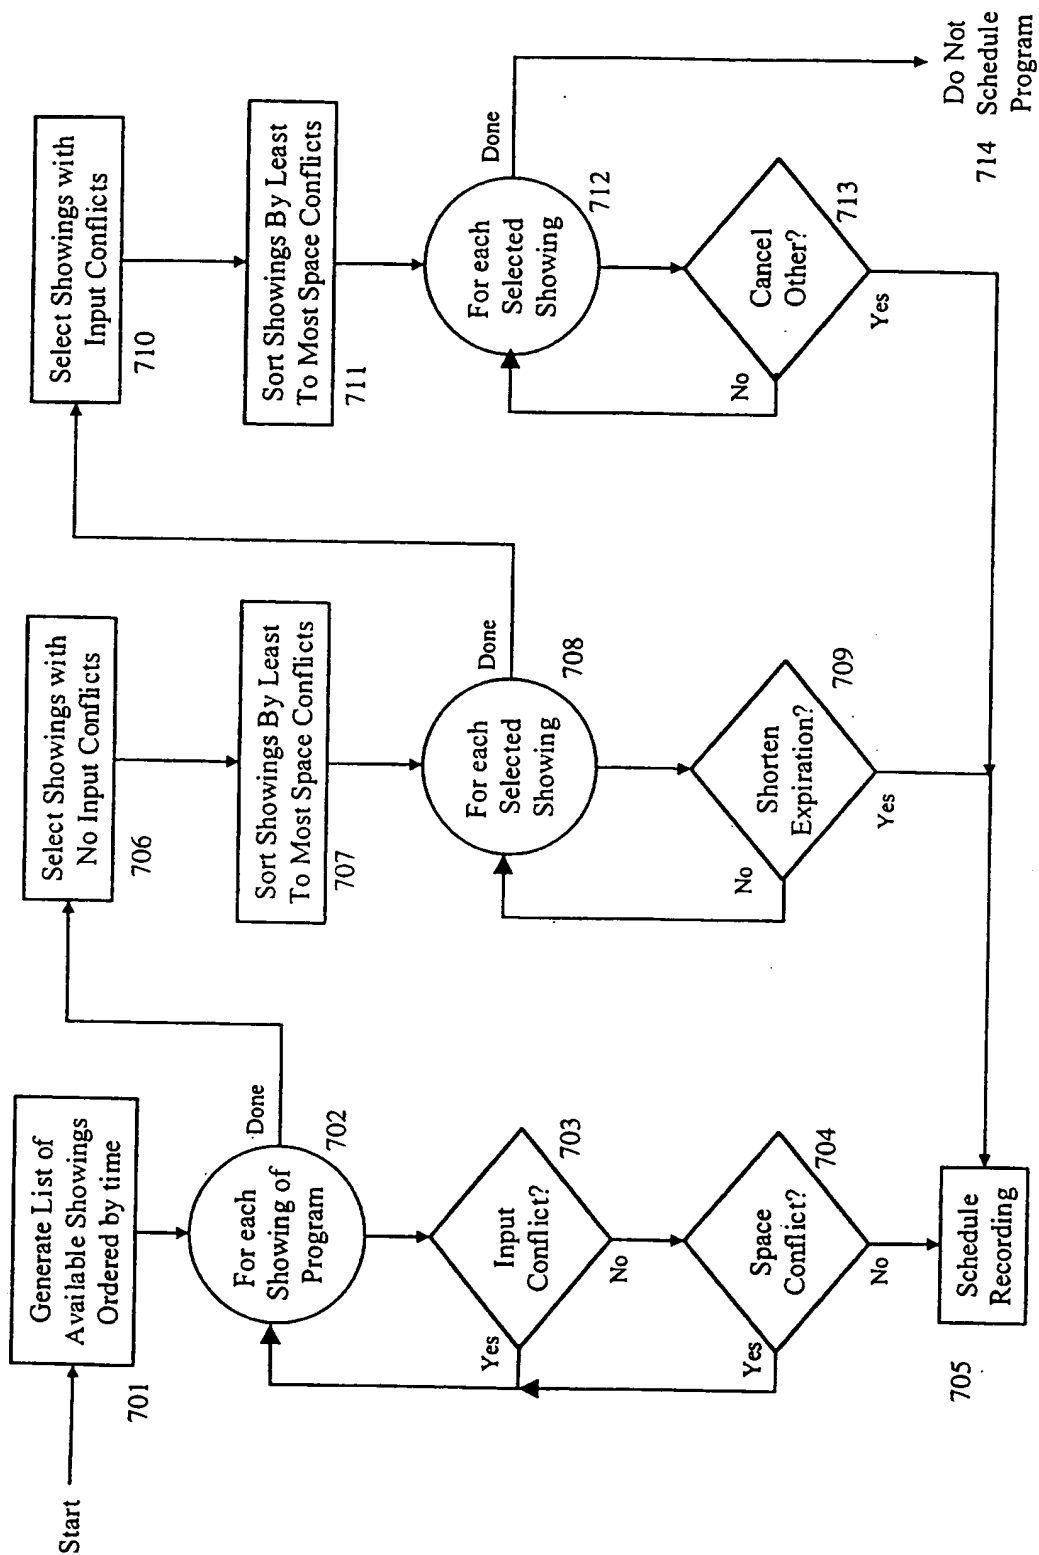 Start
Generate List of
Available Showings
Ordered by time
701
For each
Showing of
Program
702
Done
Input
Conflict?
703
Yes
No
Space
Conflict?
704
Yes
No
Schedule
Recording
705
Select Showings with
No Input Conflicts
706
Sort Showings By Least
To Most Space Conflicts
707
For each
Selected
Showing
708
Done
Shorten
Expiration?
709
No
Yes
Select Showings with
Input Conflicts
710
Sort Showings By Least
To Most Space Conflicts
711
For each
Selected
Showing
712
Done
Cancel
Other?
713
No
Yes
714
Do Not
Schedule
Program